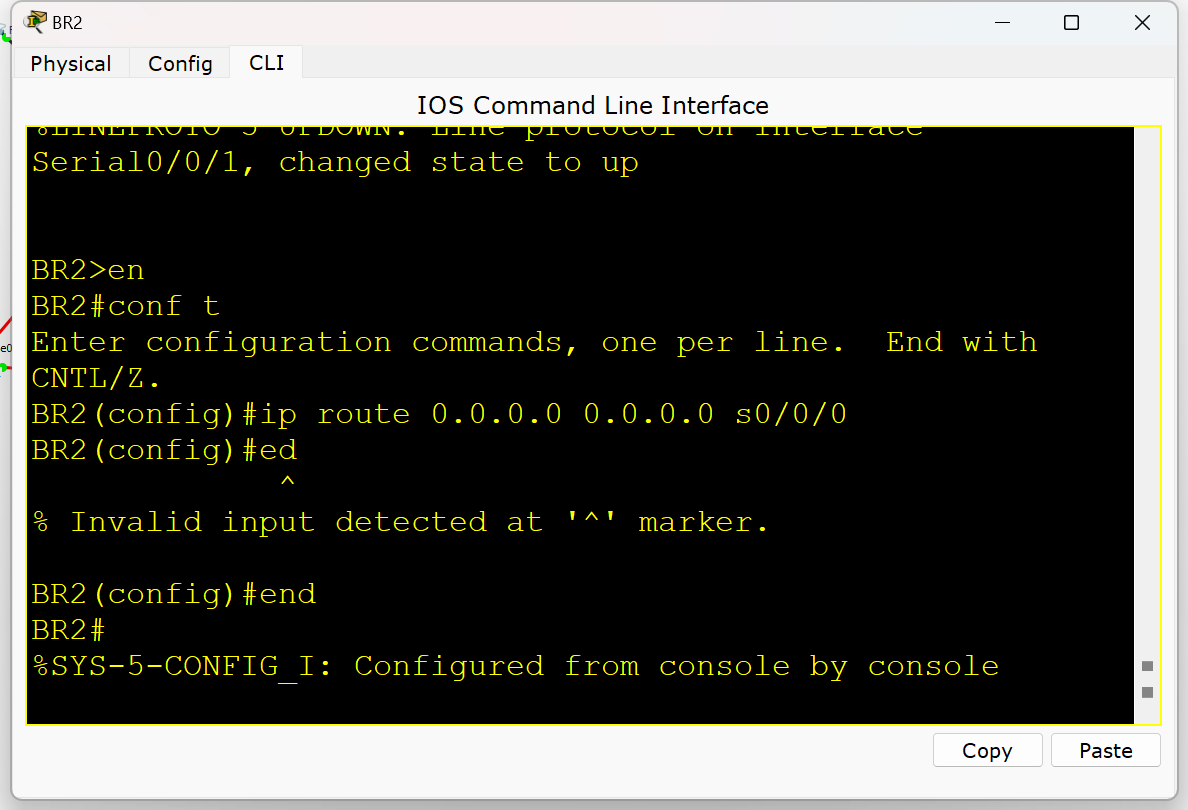 BR2
Physical
Config
CLI
IOS Command Line Interface
%LINEPROTO-5-UPDOWN: Line protocol on Interface
Serial0/0/1, changed state to up
BR2>en
BR2#conf t
Enter configuration commands, one per line.  End with
CNTL/Z.
BR2(config)#ip route 0.0.0.0 0.0.0.0 s0/0/0
BR2(config)#ed
^
% Invalid input detected at '^' marker.
BR2(config)#end
BR2#
%SYS-5-CONFIG_I: Configured from console by console
Copy
Paste